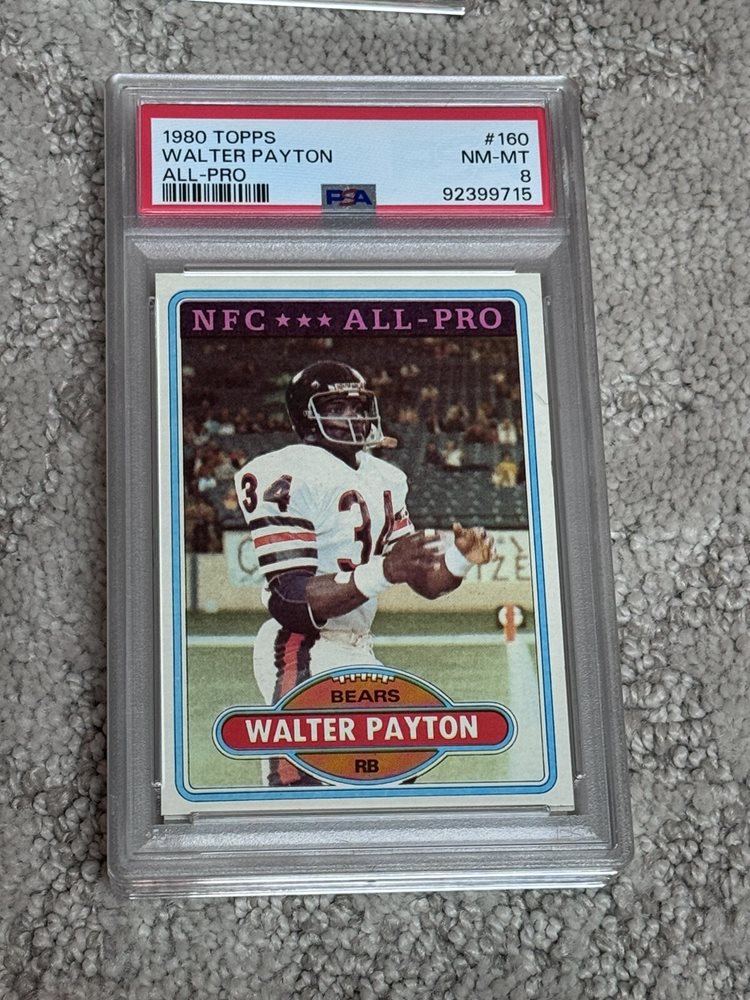 1980 TOPPS #160
WALTER PAYTON NM-MT
ALL-PRO 8
PSA 92399715
NFC ★★★ ALL-PRO
34
34
BEARS
WALTER PAYTON
RB